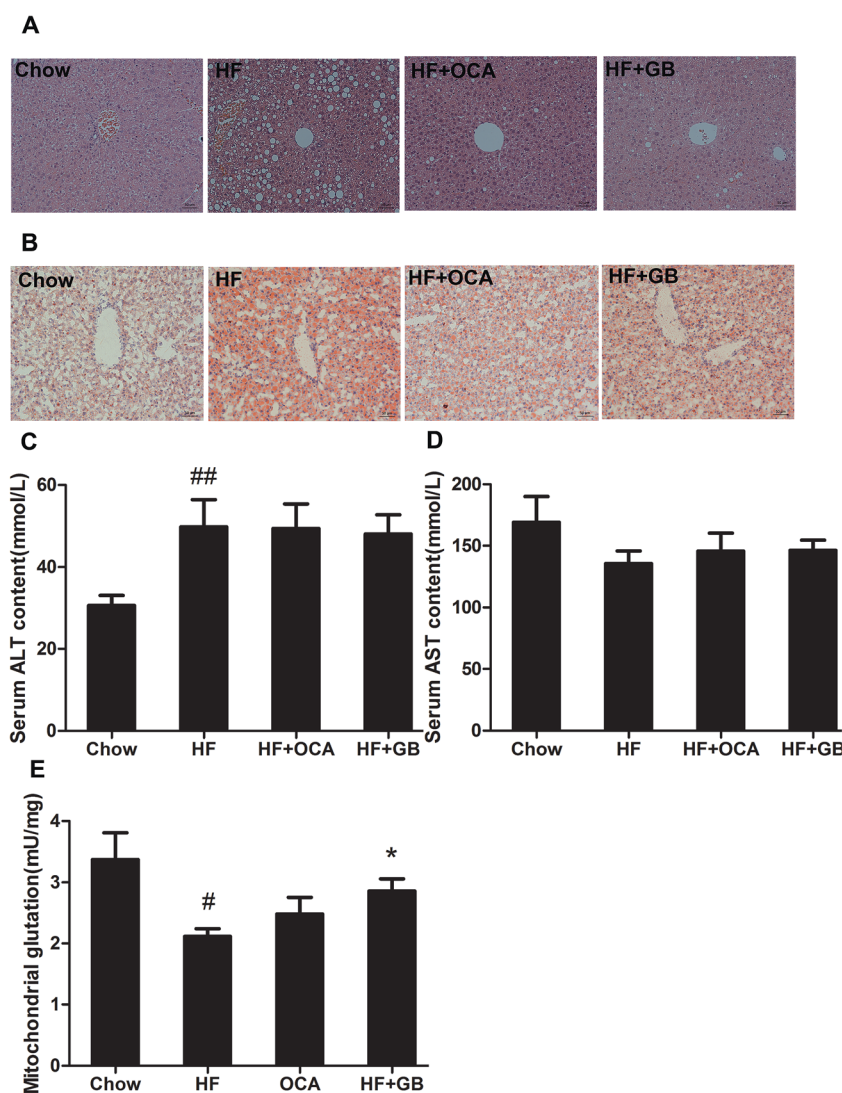 A
Chow
HF
HF+OCA
HF+GB
B
Chow
HF
HF+OCA
HF+GB
C
Serum ALT content(mmol/L)
60
40
20
0
##
Chow HF HF+OCA HF+GB
D
Serum AST content(mmol/L)
200
150
100
50
0
Chow HF HF+OCA HF+GB
E
Mitochondrial glutation(mU/mg)
4
3
2
1
0
#
*
Chow HF OCA HF+GB